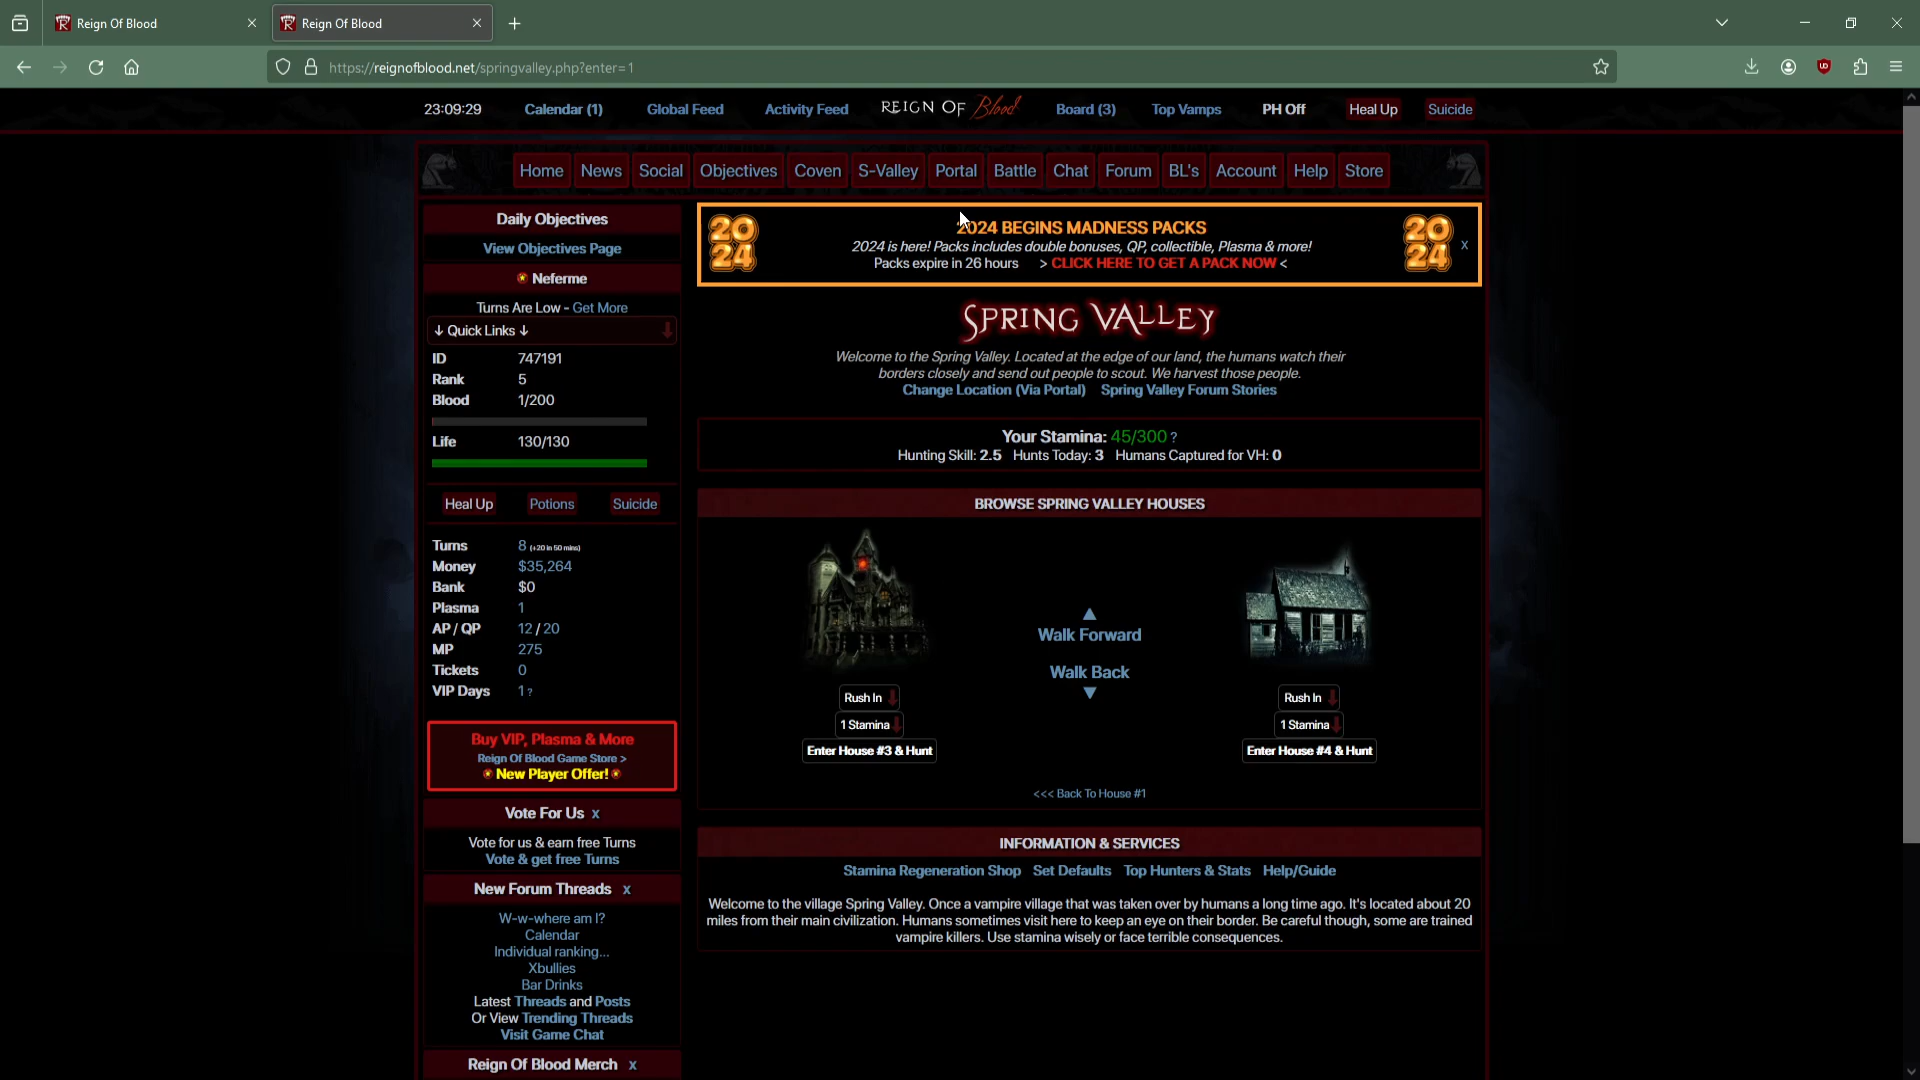 Reign Of Blood
Reign Of Blood
https://reignofblood.net/springvalley.php?enter=1
23:09:29 Calendar (1) Global Feed Activity Feed REIGN OF Blood Board (3) Top Vamps PH Off Heal Up Suicide
Home News Social Objectives Coven S-Valley Portal Battle Chat Forum BL's Account Help Store
Daily Objectives
View Objectives Page
Neferme
Turns Are Low - Get More
↓ Quick Links ↓
ID 747191
Rank 5
Blood 1/200
Life 130/130
Heal Up Potions Suicide
Turns 8 (+20 in 50 mins)
Money $35,264
Bank $0
Plasma 1
AP / QP 12 / 20
MP 275
Tickets 0
VIP Days 1 ?
Buy VIP, Plasma & More
Reign Of Blood Game Store >
New Player Offer!
Vote For Us x
Vote for us & earn free Turns
Vote & get free Turns
New Forum Threads x
W-w-where am I?
Calendar
Individual ranking...
Xbullies
Bar Drinks
Latest Threads and Posts
Or View Trending Threads
Visit Game Chat
Reign Of Blood Merch x
2024 BEGINS MADNESS PACKS
2024 is here! Packs includes double bonuses, QP, collectible, Plasma & more!
Packs expire in 26 hours > CLICK HERE TO GET A PACK NOW <
20
24
20
24
x
SPRING VALLEY
Welcome to the Spring Valley. Located at the edge of our land, the humans watch their
borders closely and send out people to scout. We harvest those people.
Change Location (Via Portal) Spring Valley Forum Stories
Your Stamina: 45/300 ?
Hunting Skill: 2.5 Hunts Today: 3 Humans Captured for VH: 0
BROWSE SPRING VALLEY HOUSES
▲
Walk Forward
Walk Back
▼
Rush In
1 Stamina
Enter House #3 & Hunt
Rush In
1 Stamina
Enter House #4 & Hunt
<<< Back To House #1
INFORMATION & SERVICES
Stamina Regeneration Shop Set Defaults Top Hunters & Stats Help/Guide
Welcome to the village Spring Valley. Once a vampire village that was taken over by humans a long time ago. It's located about 20
miles from their main civilization. Humans sometimes visit here to keep an eye on their border. Be careful though, some are trained
vampire killers. Use stamina wisely or face terrible consequences.